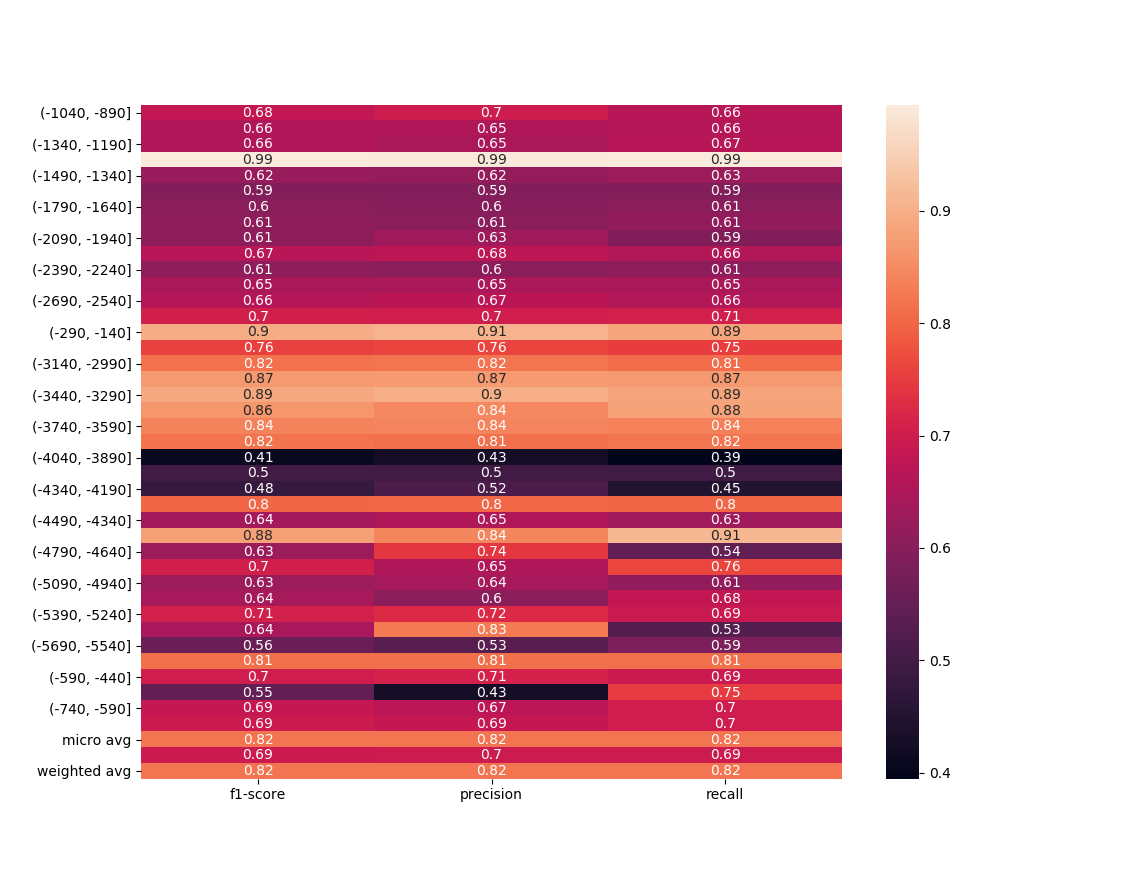 (-1040, -890] 0.68 0.7 0.66
0.66 0.65 0.66
(-1340, -1190] 0.66 0.65 0.67
0.99 0.99 0.99
(-1490, -1340] 0.62 0.62 0.63
0.59 0.59 0.59
(-1790, -1640] 0.6 0.6 0.61
0.61 0.61 0.61
(-2090, -1940] 0.61 0.63 0.59
0.67 0.68 0.66
(-2390, -2240] 0.61 0.6 0.61
0.65 0.65 0.65
(-2690, -2540] 0.66 0.67 0.66
0.7 0.7 0.71
(-290, -140] 0.9 0.91 0.89
0.76 0.76 0.75
(-3140, -2990] 0.82 0.82 0.81
0.87 0.87 0.87
(-3440, -3290] 0.89 0.9 0.89
0.86 0.84 0.88
(-3740, -3590] 0.84 0.84 0.84
0.82 0.81 0.82
(-4040, -3890] 0.41 0.43 0.39
0.5 0.5 0.5
(-4340, -4190] 0.48 0.52 0.45
0.8 0.8 0.8
(-4490, -4340] 0.64 0.65 0.63
0.88 0.84 0.91
(-4790, -4640] 0.63 0.74 0.54
0.7 0.65 0.76
(-5090, -4940] 0.63 0.64 0.61
0.64 0.6 0.68
(-5390, -5240] 0.71 0.72 0.69
0.64 0.83 0.53
(-5690, -5540] 0.56 0.53 0.59
0.81 0.81 0.81
(-590, -440] 0.7 0.71 0.69
0.55 0.43 0.75
(-740, -590] 0.69 0.67 0.7
0.69 0.69 0.7
micro avg 0.82 0.82 0.82
0.69 0.7 0.69
weighted avg 0.82 0.82 0.82
f1-score precision recall
0.9
0.8
0.7
0.6
0.5
0.4